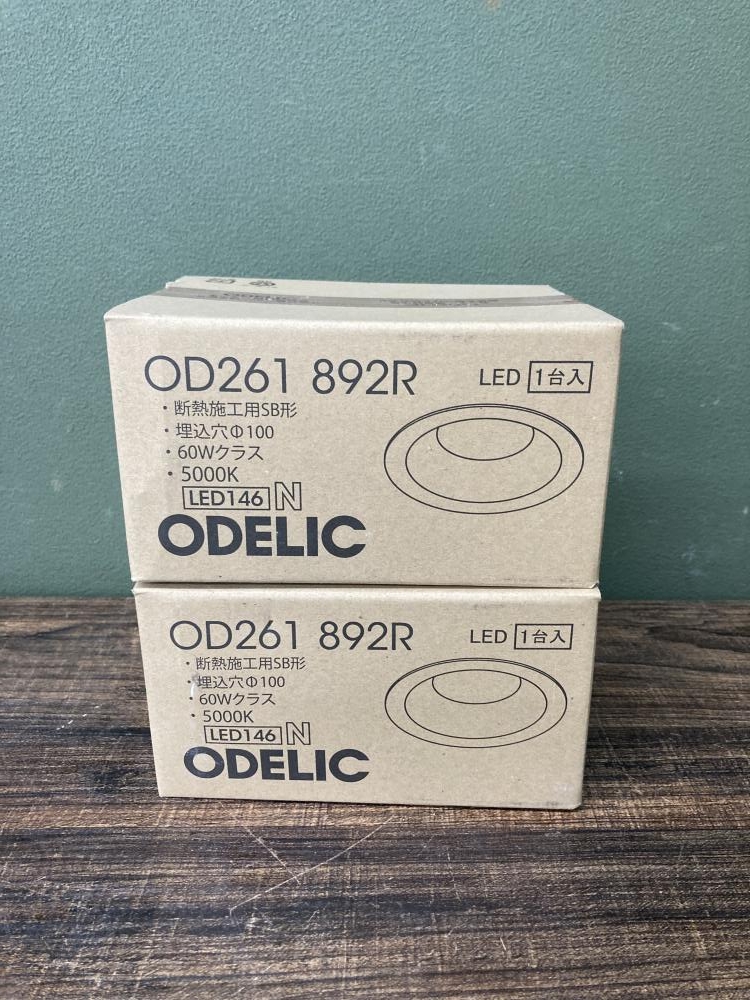 OD261 892R LED 1台入
・断熱施工用SB形
・埋込穴Φ100
・60Wクラス
・5000K
LED146 N
ODELIC
OD261 892R LED 1台入
・断熱施工用SB形
・埋込穴Φ100
・60Wクラス
・5000K
LED146 N
ODELIC